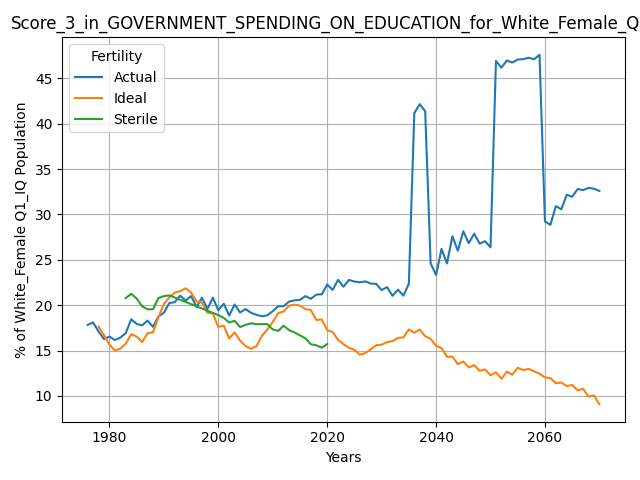 Score_3_in_GOVERNMENT_SPENDING_ON_EDUCATION_for_White_Female_Q
Fertility
Actual
Ideal
Sterile
% of White_Female Q1_IQ Population
45
40
35
30
25
20
15
10
1980
2000
2020
2040
2060
Years